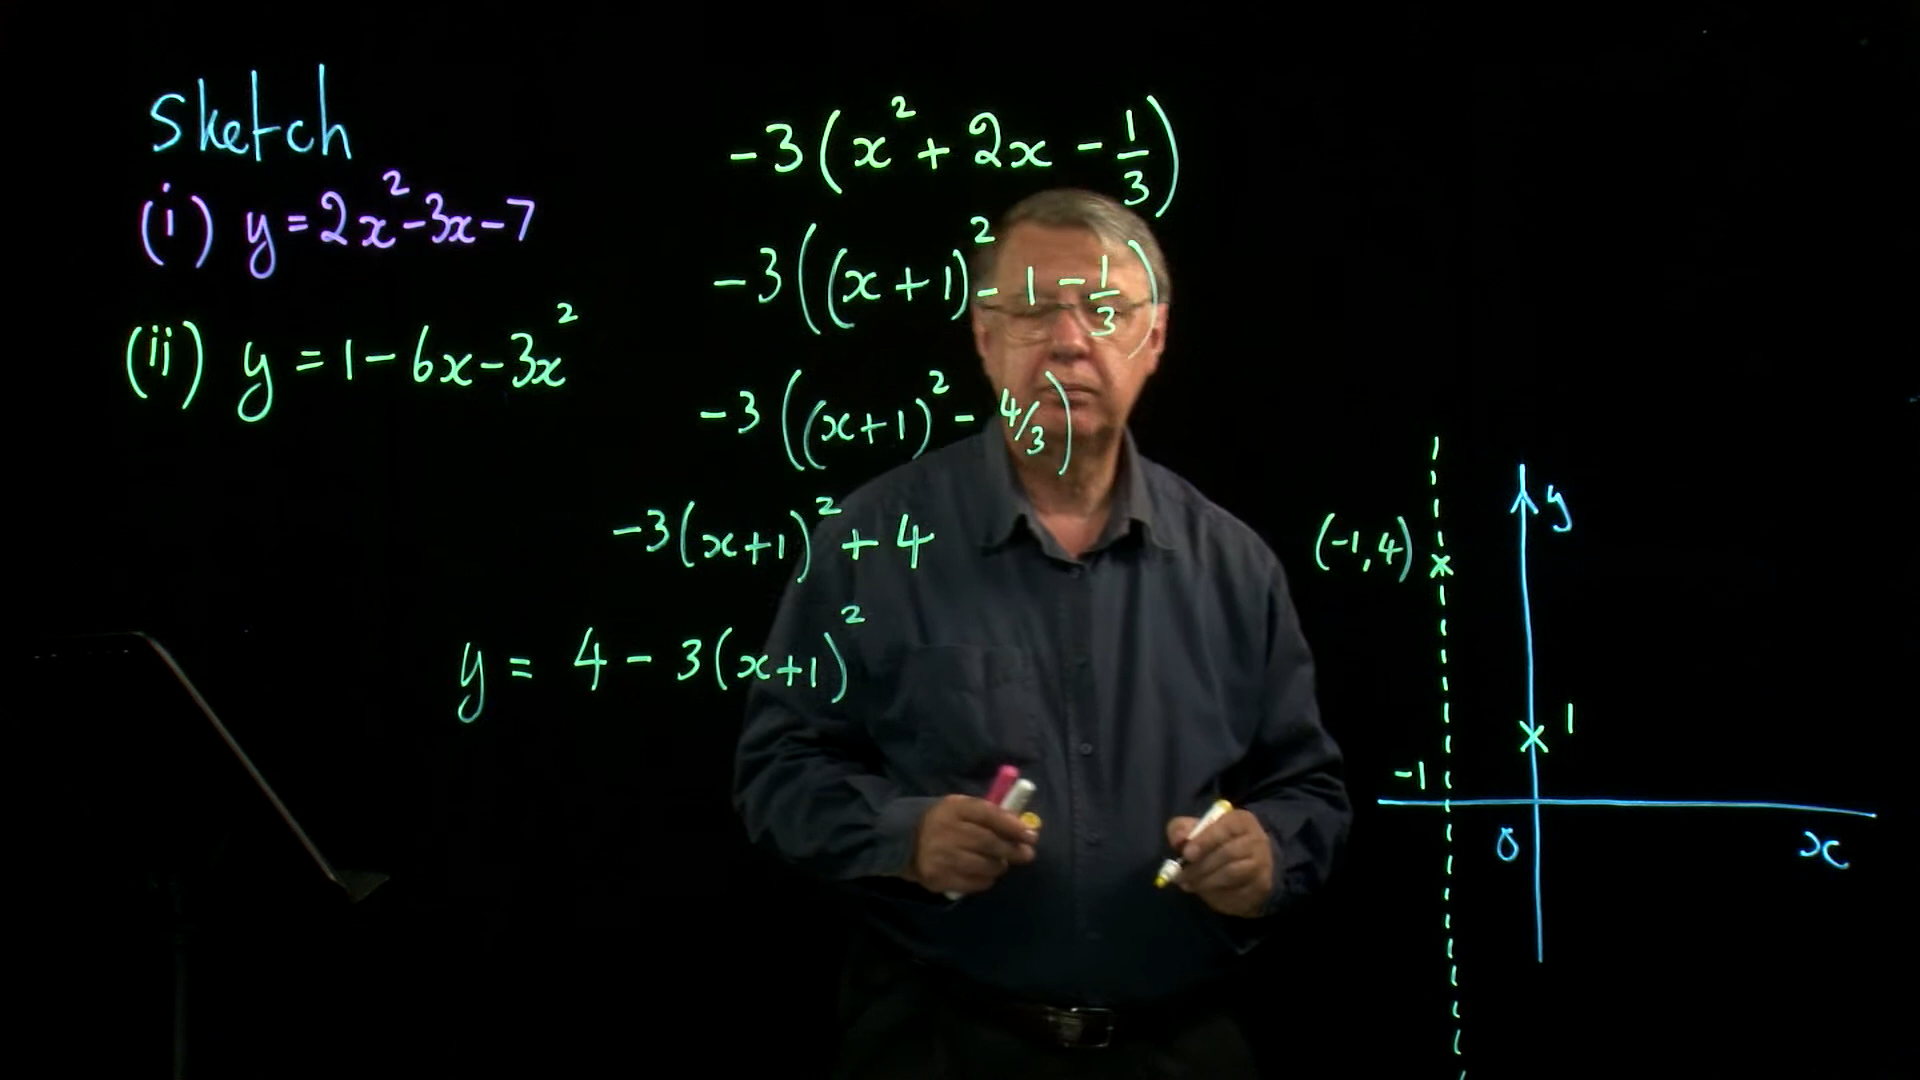 Sketch
(i) y=2x²-3x-7
(ii) y = 1-6x-3x²
-3(x²+2x-1/3)
-3((x+1)²-1-1/3)
-3((x+1)²-4/3)
-3(x+1)²+4
y = 4-3(x+1)²
y
(-1,4)
1
-1
0
x